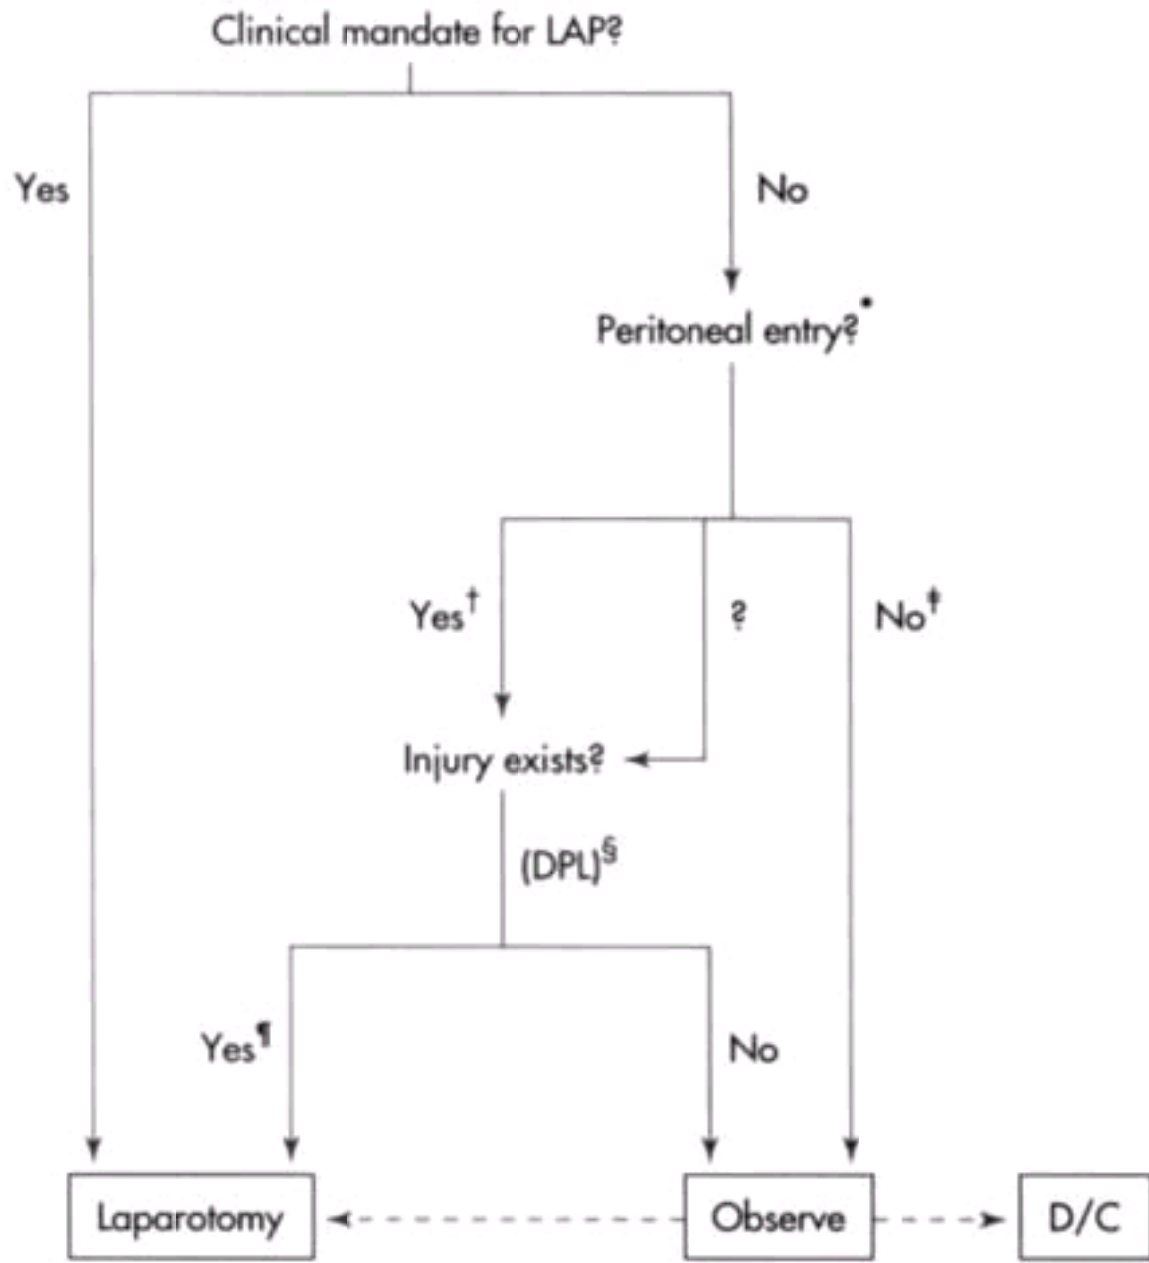 Clinical mandate for LAP?
Yes
No
Peritoneal entry?*
Yes†
?
No‡
Injury exists?
(DPL)§
Yes¶
No
Laparotomy
Observe
D/C